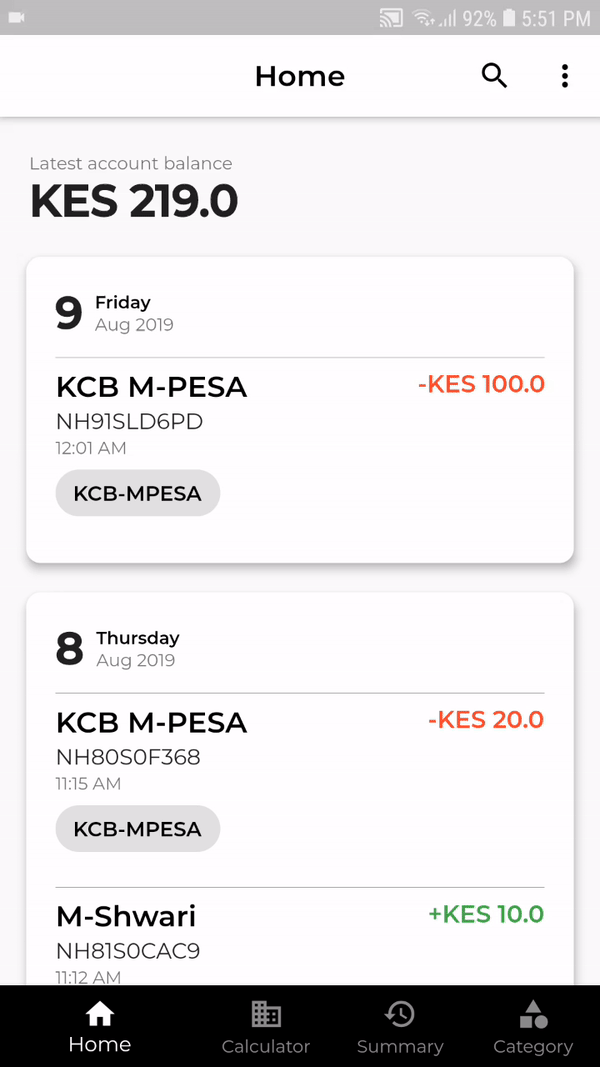 92% 5:51 PM
Home
Latest account balance
KES 219.0
9 Friday
Aug 2019
KCB M-PESA -KES 100.0
NH91SLD6PD
12:01 AM
KCB-MPESA
8 Thursday
Aug 2019
KCB M-PESA -KES 20.0
NH80S0F368
11:15 AM
KCB-MPESA
M-Shwari +KES 10.0
NH81S0CAC9
11:12 AM
Home Calculator Summary Category